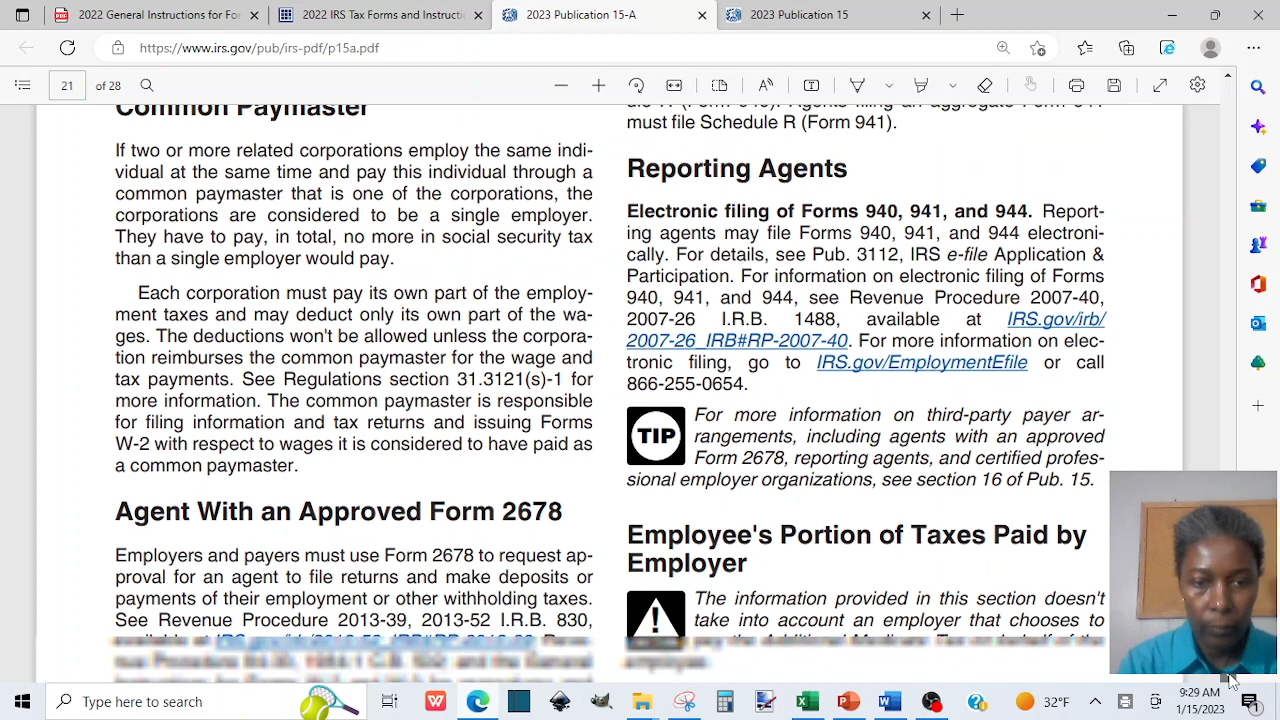 2022 General Instructions for Fo
2022 IRS Tax Forms and Instructi
2023 Publication 15-A
2023 Publication 15
https://www.irs.gov/pub/irs-pdf/p15a.pdf
21 of 28
Common Paymaster
If two or more related corporations employ the same indi-
vidual at the same time and pay this individual through a
common paymaster that is one of the corporations, the
corporations are considered to be a single employer.
They have to pay, in total, no more in social security tax
than a single employer would pay.
Each corporation must pay its own part of the employ-
ment taxes and may deduct only its own part of the wa-
ges. The deductions won't be allowed unless the corpora-
tion reimburses the common paymaster for the wage and
tax payments. See Regulations section 31.3121(s)-1 for
more information. The common paymaster is responsible
for filing information and tax returns and issuing Forms
W-2 with respect to wages it is considered to have paid as
a common paymaster.
Agent With an Approved Form 2678
Employers and payers must use Form 2678 to request ap-
proval for an agent to file returns and make deposits or
payments of their employment or other withholding taxes.
See Revenue Procedure 2013-39, 2013-52 I.R.B. 830,
must file Schedule R (Form 941).
Reporting Agents
Electronic filing of Forms 940, 941, and 944. Report-
ing agents may file Forms 940, 941, and 944 electroni-
cally. For details, see Pub. 3112, IRS e-file Application &
Participation. For information on electronic filing of Forms
940, 941, and 944, see Revenue Procedure 2007-40,
2007-26 I.R.B. 1488, available at IRS.gov/irb/
2007-26_IRB#RP-2007-40. For more information on elec-
tronic filing, go to IRS.gov/EmploymentEfile or call
866-255-0654.
TIP
For more information on third-party payer ar-
rangements, including agents with an approved
Form 2678, reporting agents, and certified profes-
sional employer organizations, see section 16 of Pub. 15.
Employee's Portion of Taxes Paid by
Employer
The information provided in this section doesn't
take into account an employer that chooses to
pay the Additional Medicare Tax on behalf of the
employee.
Type here to search
32°F
9:29 AM
1/15/2023